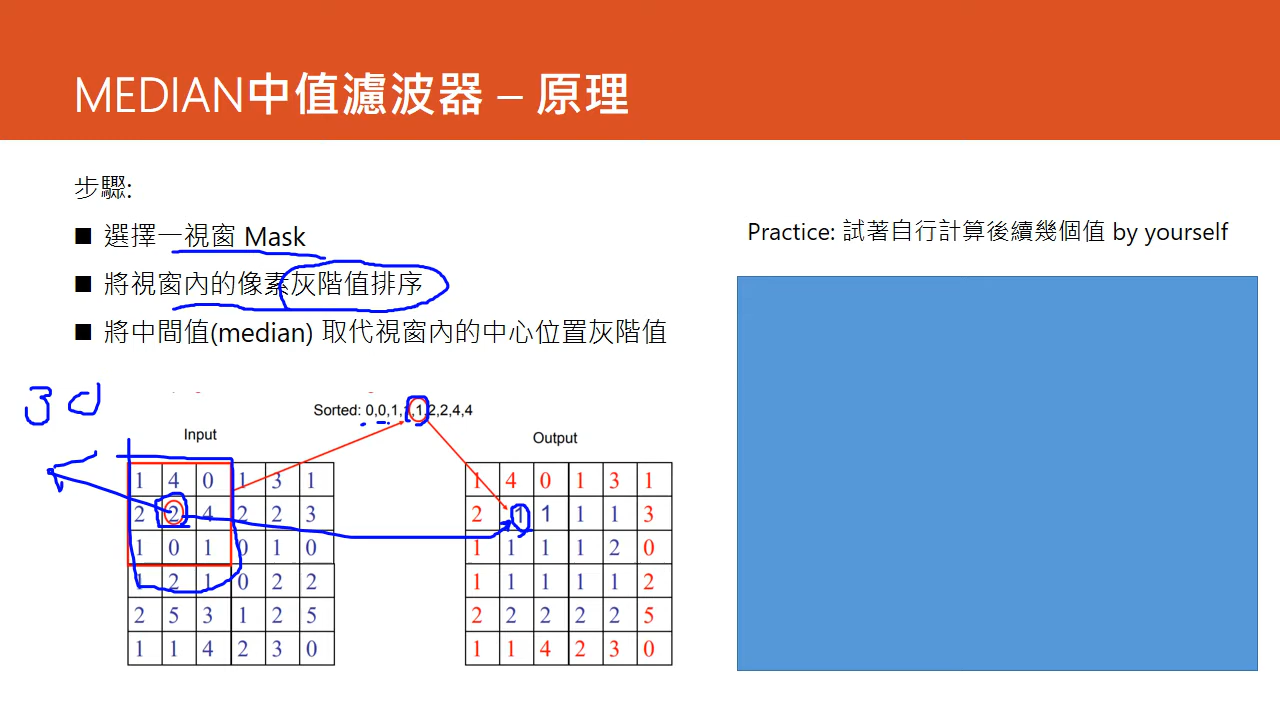 MEDIAN中值濾波器 – 原理
步驟:
■ 選擇一視窗 Mask
■ 將視窗內的像素灰階值排序
■ 將中間值(median) 取代視窗內的中心位置灰階值
Practice: 試著自行計算後續幾個值 by yourself
3 d
Sorted: 0,0,1,1,1,2,2,4,4
Input
1 4 0 1 3 1
2 2 4 2 2 3
1 0 1 0 1 0
1 2 1 0 2 2
2 5 3 1 2 5
1 1 4 2 3 0
Output
1 4 0 1 3 1
2 1 1 1 1 3
1 1 1 1 2 0
1 1 1 1 1 2
2 2 2 2 2 5
1 1 4 2 3 0